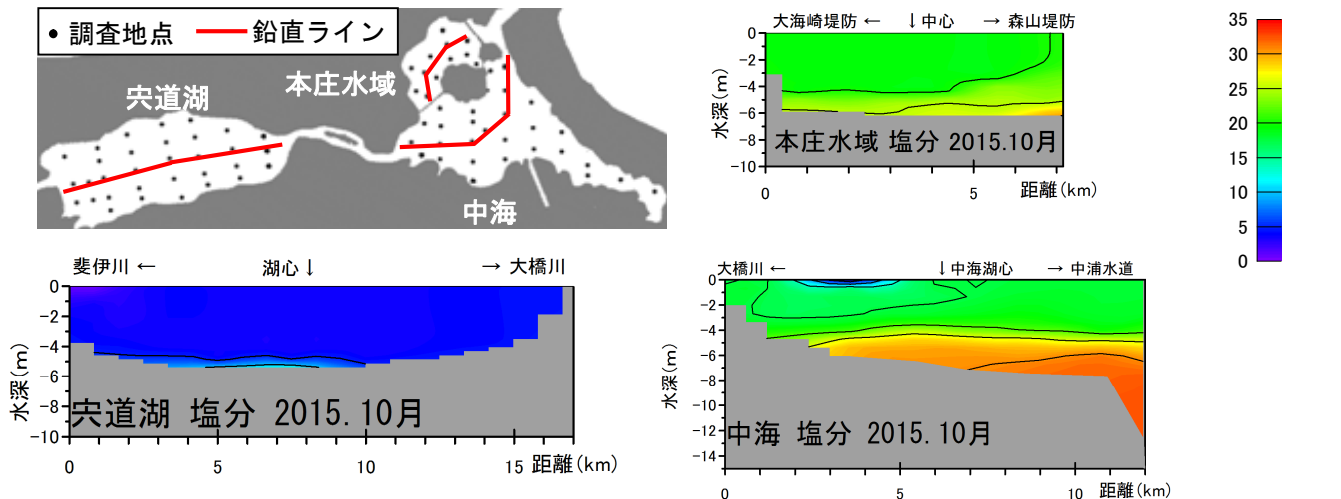 調査地点 鉛直ライン
宍道湖
本庄水域
中海
大海崎堤防 ← ↓中心 → 森山堤防
0
-2
-4
-6
-8
-10
水深(m)
本庄水域 塩分 2015.10月
0 5 距離(km)
35
30
25
20
15
10
5
0
斐伊川 ← 湖心↓ → 大橋川
0
-2
-4
-6
-8
-10
水深(m)
宍道湖 塩分 2015.10月
0 5 10 15 距離(km)
大橋川 ← ↓中海湖心 → 中浦水道
0
-2
-4
-6
-8
-10
-12
-14
水深(m)
中海 塩分 2015.10月
0 5 10 距離(km)